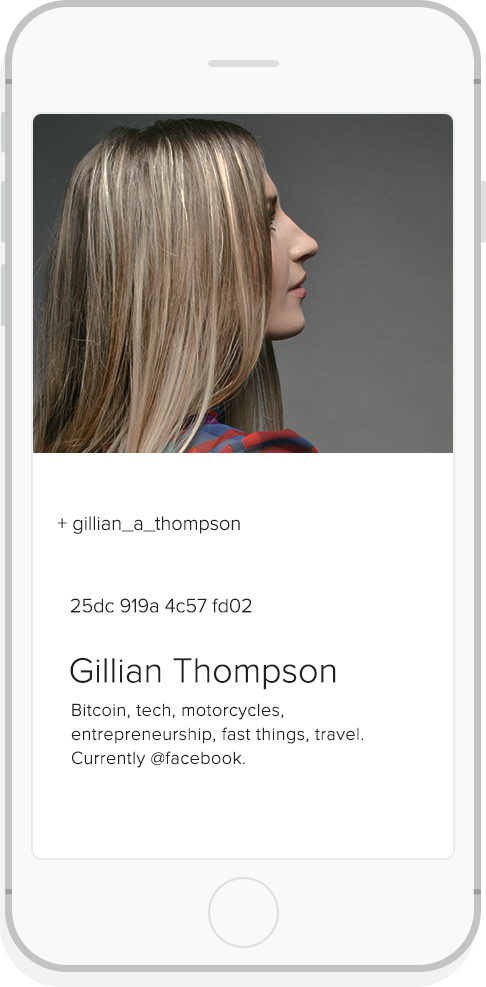 + gillian_a_thompson
25dc 919a 4c57 fd02
Gillian Thompson
Bitcoin, tech, motorcycles,
entrepreneurship, fast things, travel.
Currently @facebook.